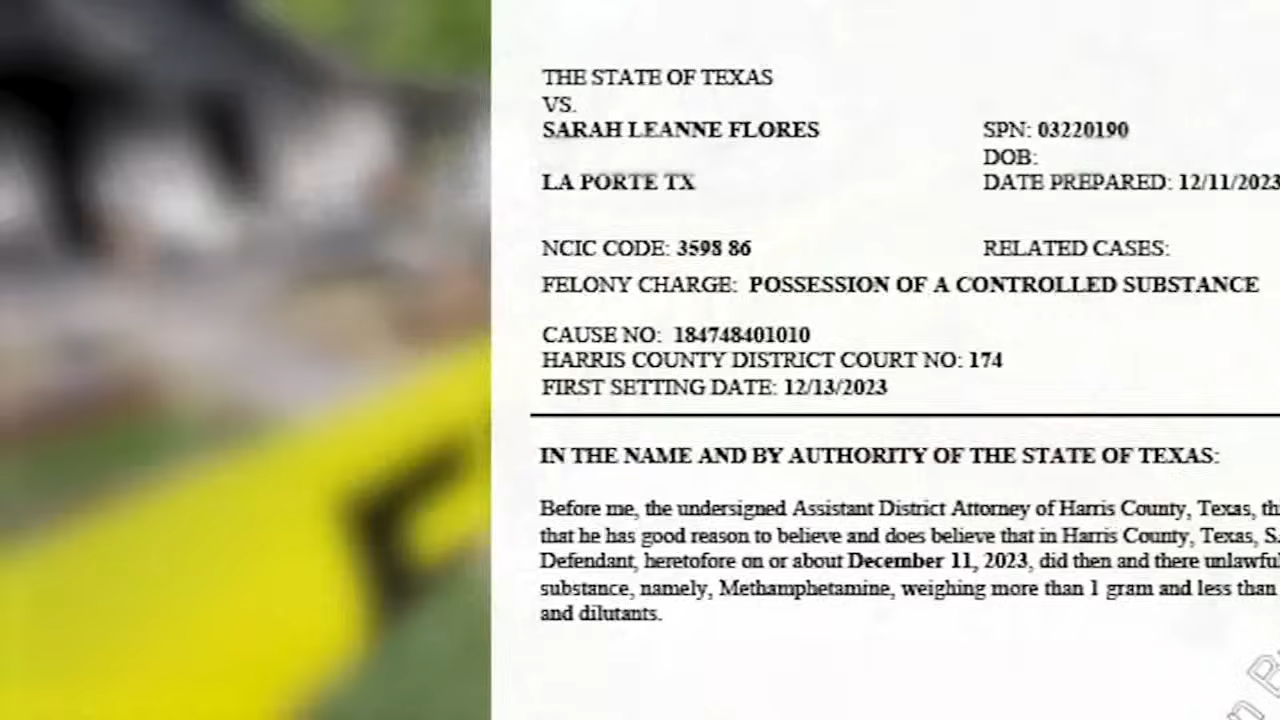 THE STATE OF TEXAS
VS.
SARAH LEANNE FLORES SPN: 03220190
DOB:
LA PORTE TX DATE PREPARED: 12/11/2023
NCIC CODE: 3598 86 RELATED CASES:
FELONY CHARGE: POSSESSION OF A CONTROLLED SUBSTANCE
CAUSE NO: 184748401010
HARRIS COUNTY DISTRICT COURT NO: 174
FIRST SETTING DATE: 12/13/2023
IN THE NAME AND BY AUTHORITY OF THE STATE OF TEXAS:
Before me, the undersigned Assistant District Attorney of Harris County, Texas, th
that he has good reason to believe and does believe that in Harris County, Texas, S.
Defendant, heretofore on or about December 11, 2023, did then and there unlawful
substance, namely, Methamphetamine, weighing more than 1 gram and less than
and dilutants.